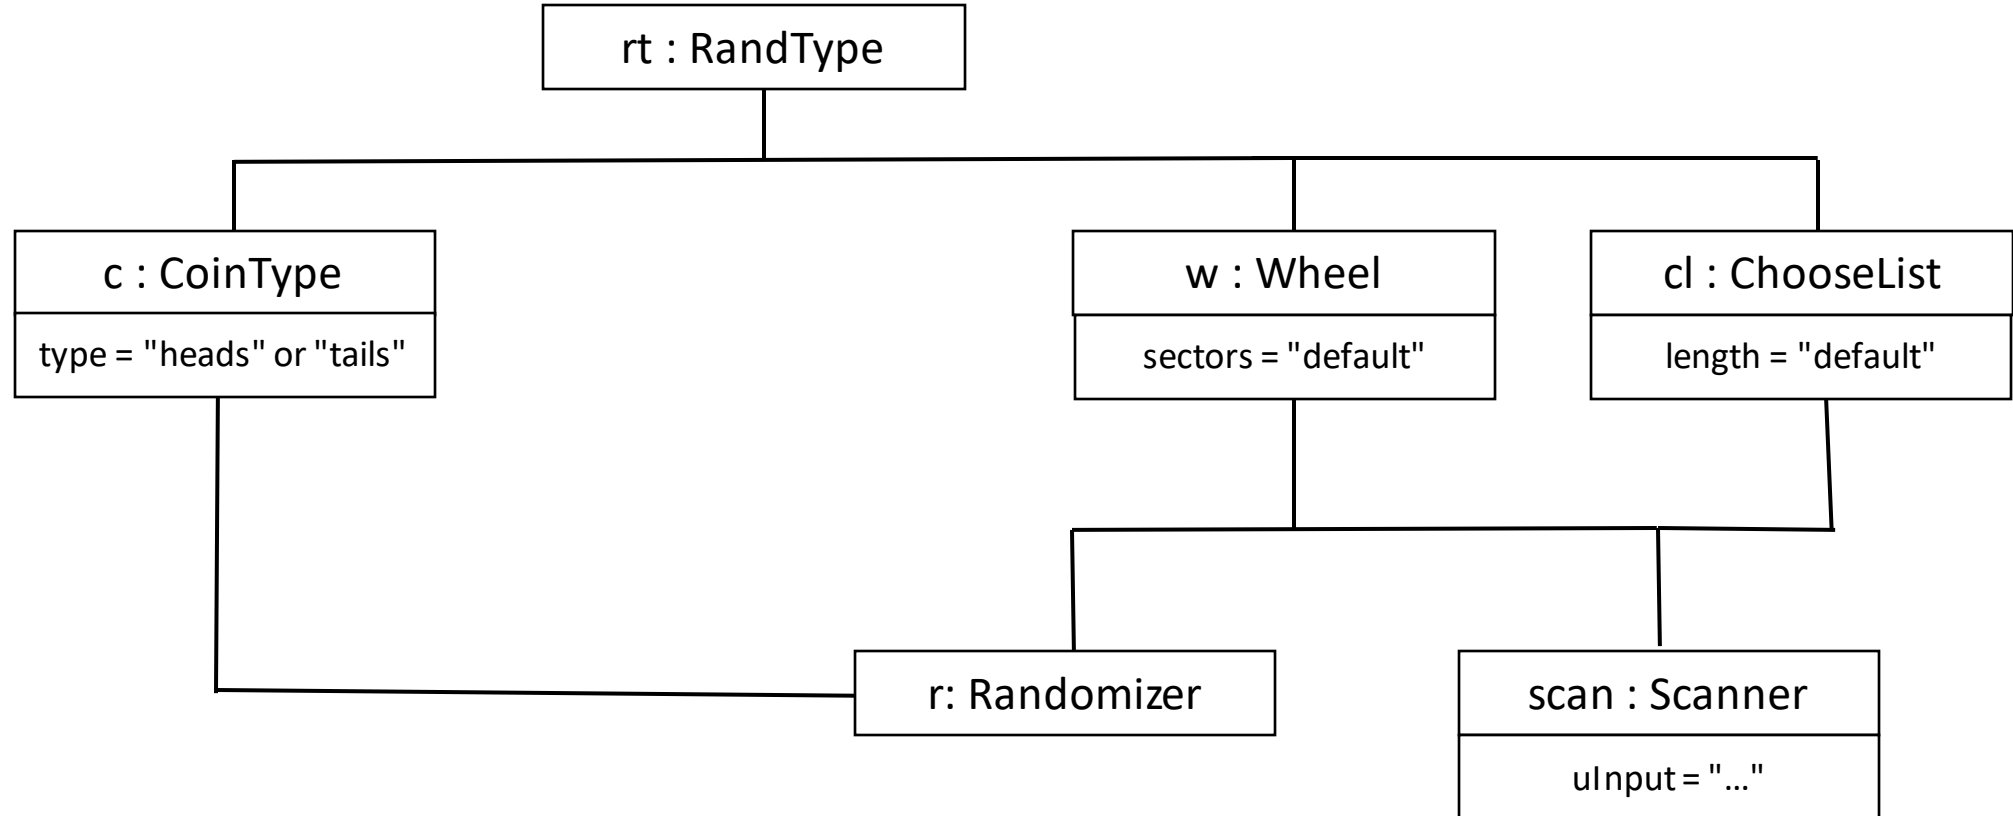 rt : RandType
c : CoinType
type = "heads" or "tails"
w : Wheel
sectors = "default"
cl : ChooseList
length = "default"
r: Randomizer
scan : Scanner
uInput = "..."